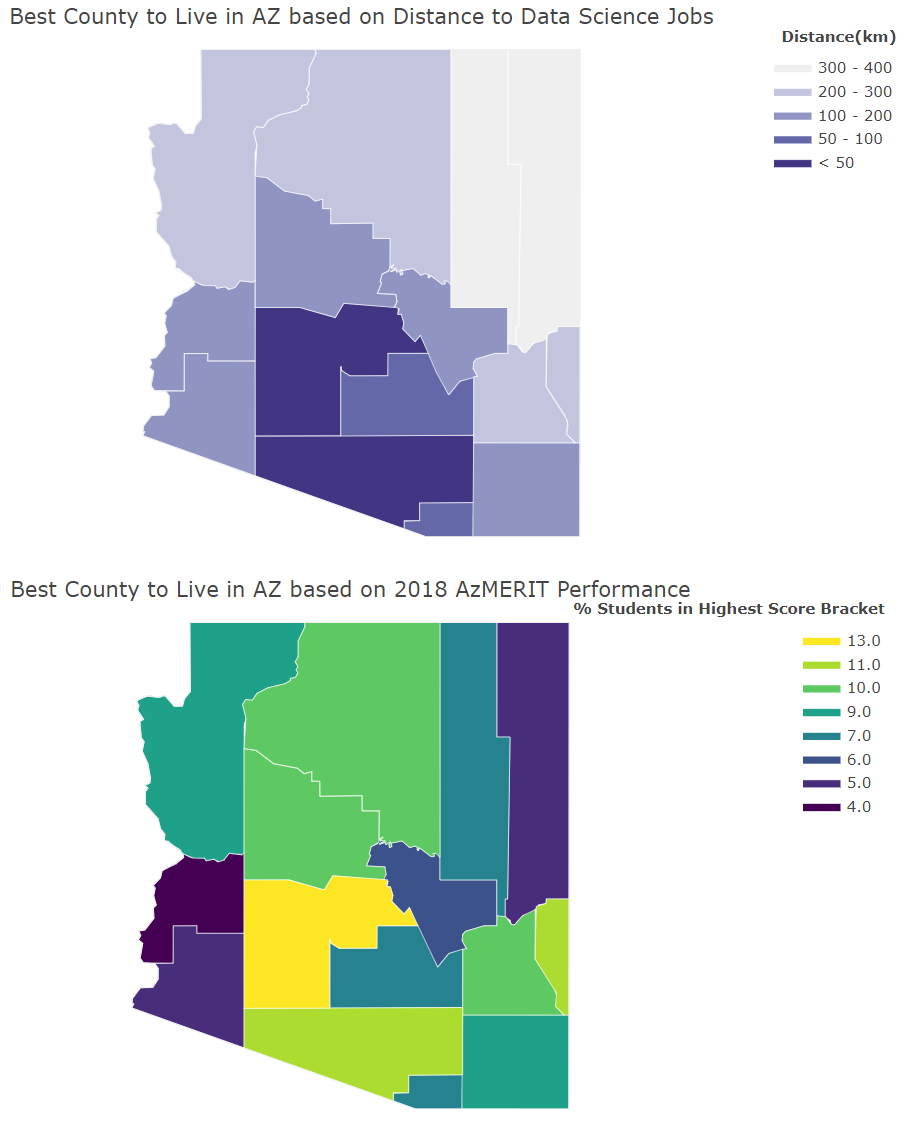 Best County to Live in AZ based on Distance to Data Science Jobs
Distance(km)
300 - 400
200 - 300
100 - 200
50 - 100
< 50
Best County to Live in AZ based on 2018 AzMERIT Performance
% Students in Highest Score Bracket
13.0
11.0
10.0
9.0
7.0
6.0
5.0
4.0